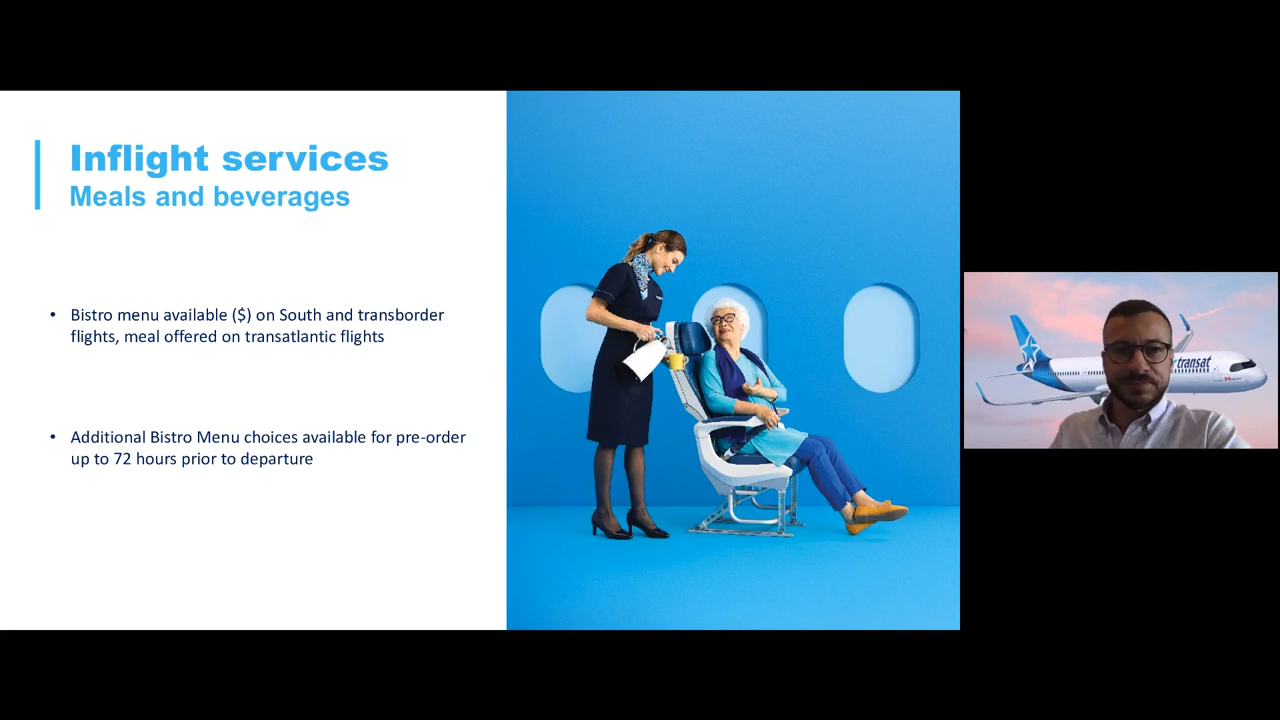 Inflight services
Meals and beverages
• Bistro menu available ($) on South and transborder
flights, meal offered on transatlantic flights
• Additional Bistro Menu choices available for pre-order
up to 72 hours prior to departure
transat